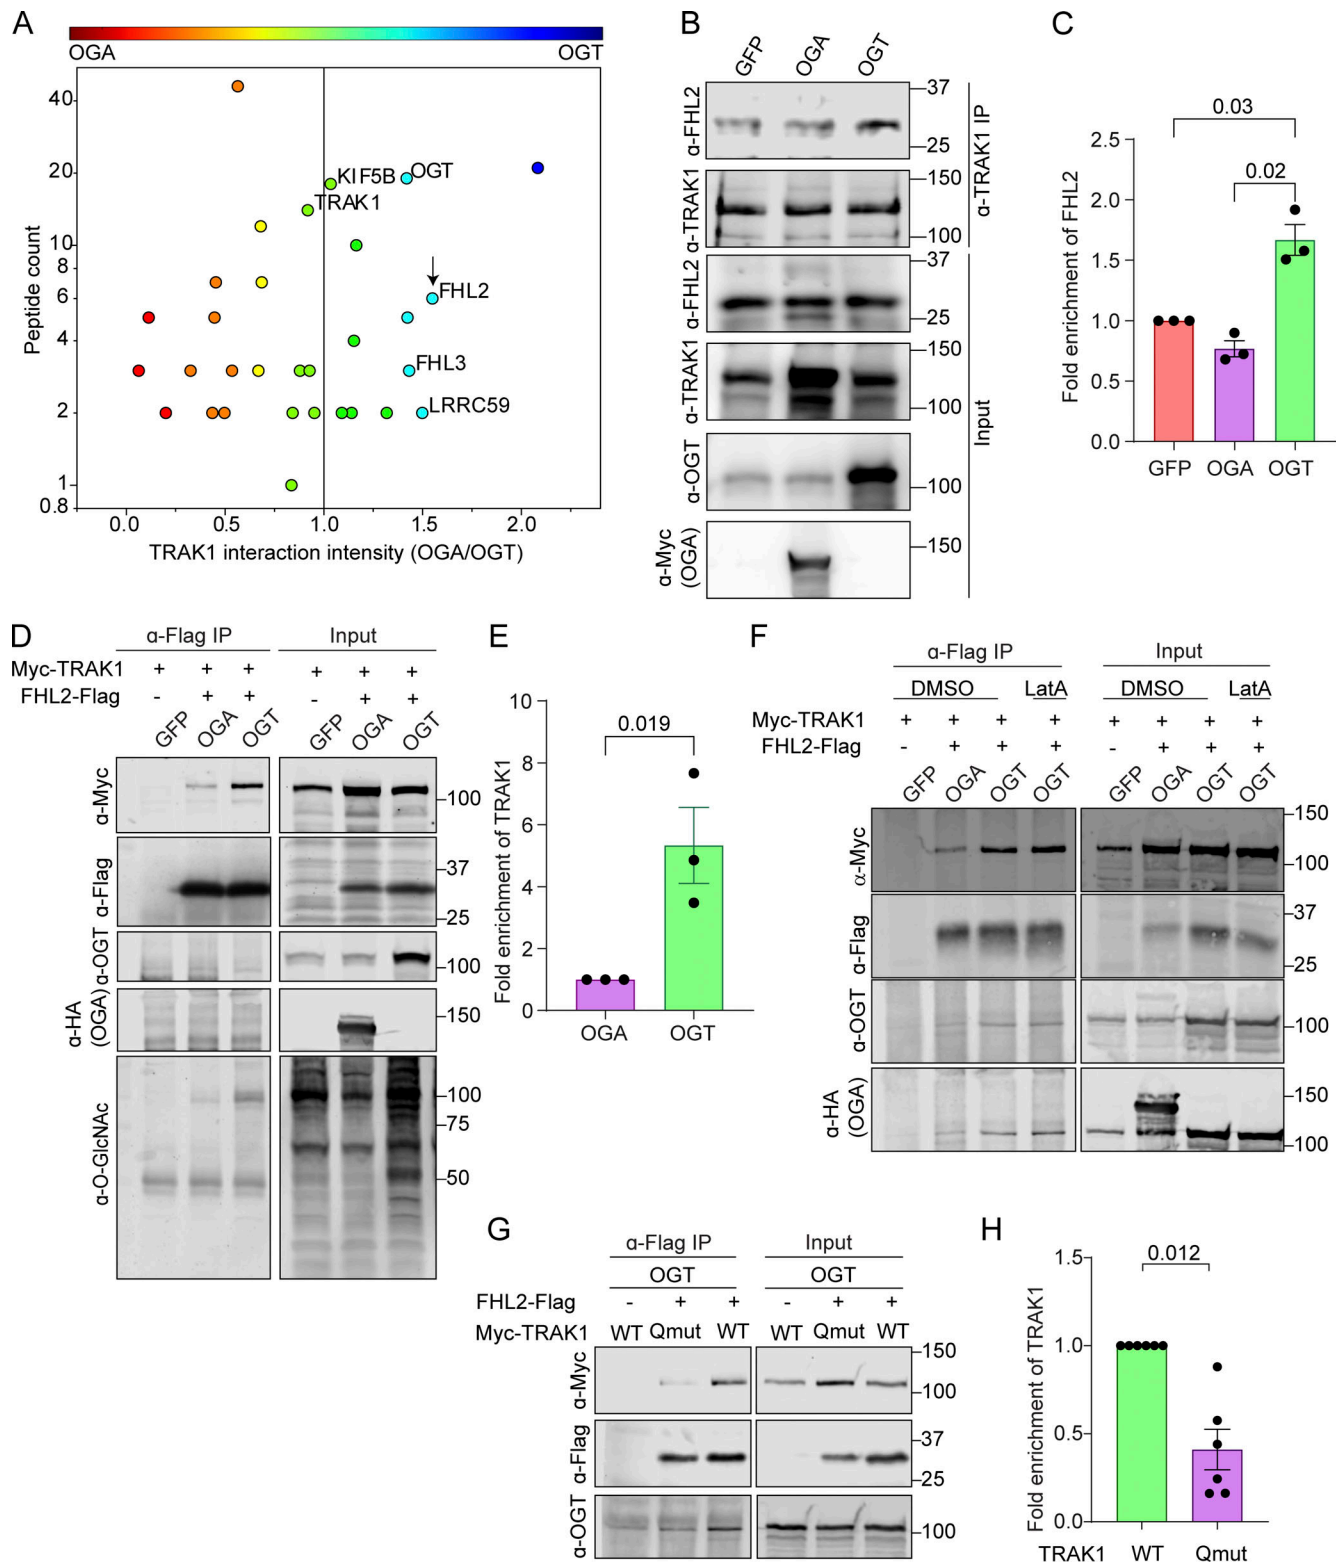 A
OGA
OGT
Peptide count
40
20
10
8
6
4
2
1
0.8
KIF5B
OGT
TRAK1
FHL2
FHL3
LRRC59
0.0
0.5
1.0
1.5
2.0
TRAK1 interaction intensity (OGA/OGT)
B
GFP
OGA
OGT
α-FHL2
37
25
α-TRAK1
150
100
α-TRAK1 IP
α-FHL2
37
25
α-TRAK1
150
100
α-OGT
100
α-Myc
(OGA)
150
Input
C
Fold enrichment of FHL2
2.5
2.0
1.5
1.0
0.5
0.0
0.03
0.02
GFP
OGA
OGT
D
α-Flag IP
Input
Myc-TRAK1 + + + + + +
FHL2-Flag - + + - + +
GFP OGA OGT GFP OGA OGT
α-Myc
100
α-Flag
37
25
α-OGT
100
α-HA
(OGA)
150
α-O-GlcNAc
100
75
50
E
Fold enrichment of TRAK1
10
8
6
4
2
0
0.019
OGA
OGT
F
α-Flag IP
Input
DMSO LatA DMSO LatA
Myc-TRAK1 + + + + + + + +
FHL2-Flag - + + + - + + +
GFP OGA OGT OGT GFP OGA OGT OGT
α-Myc
150
100
α-Flag
37
25
α-OGT
100
α-HA
(OGA)
150
100
G
α-Flag IP
Input
OGT
OGT
FHL2-Flag - + + - + +
Myc-TRAK1 WT Qmut WT WT Qmut WT
α-Myc
150
100
α-Flag
37
25
α-OGT
100
H
Fold enrichment of TRAK1
1.5
1.0
0.5
0.0
0.012
TRAK1 WT Qmut